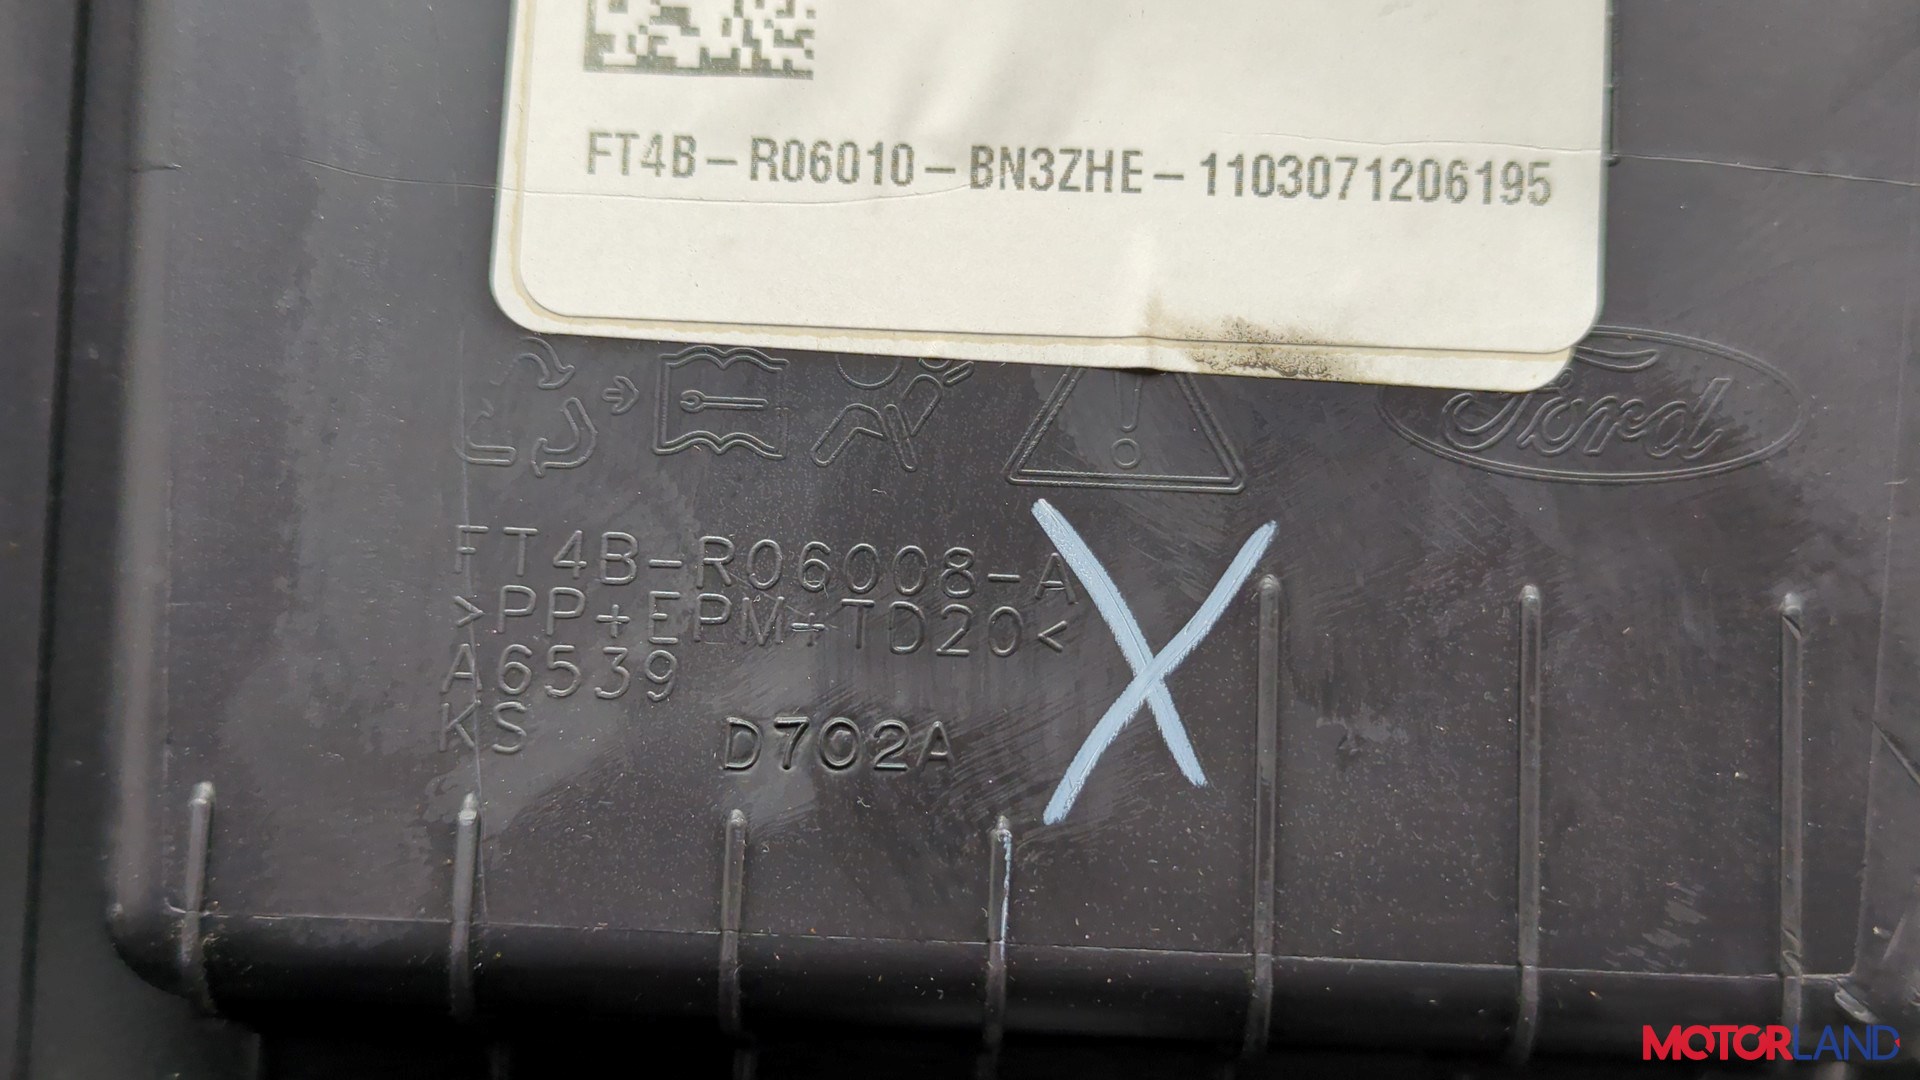 FT4B-R06010-BN3ZHE-1103071206195
Ford
FT4B-R06008-A
>PP+EPM+TD20<
A6539
KS
D702A
MOTORLAND